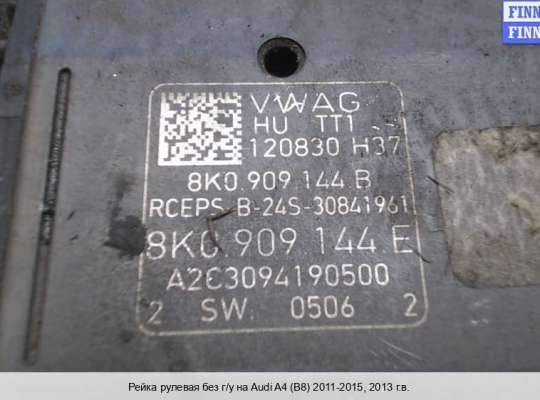 FINN
FINN
VWAG
HU TT1
120830 H37
8K0.909 144 B
RCEPS B-24S-30841961
8K0.909 144 E
A2C3094190500
2 SW. 0506 2
Рейка рулевая без г/у на Audi A4 (B8) 2011-2015, 2013 г.в.